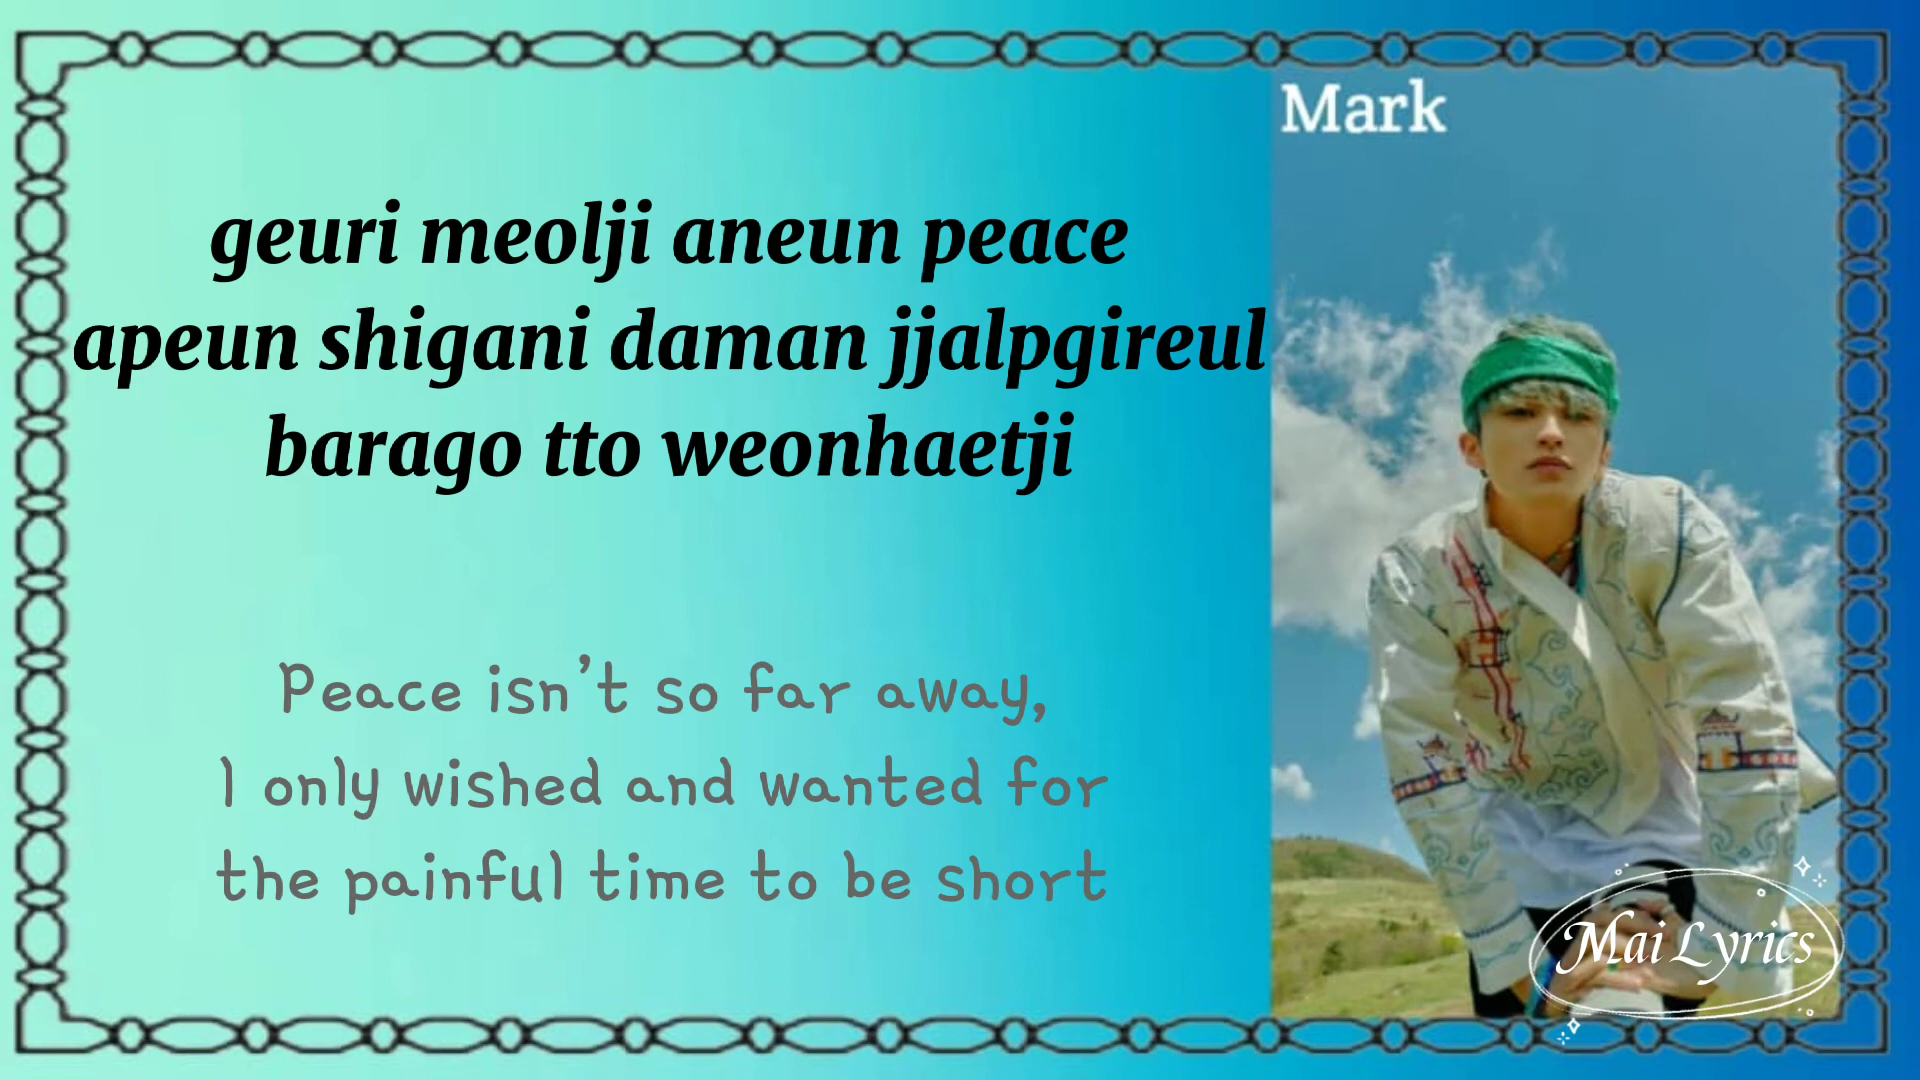 Mark
geuri meolji aneun peace
apeun shigani daman jjalpgireul
barago tto weonhaetji
Peace isn't so far away,
I only wished and wanted for
the painful time to be short
Mai Lyrics